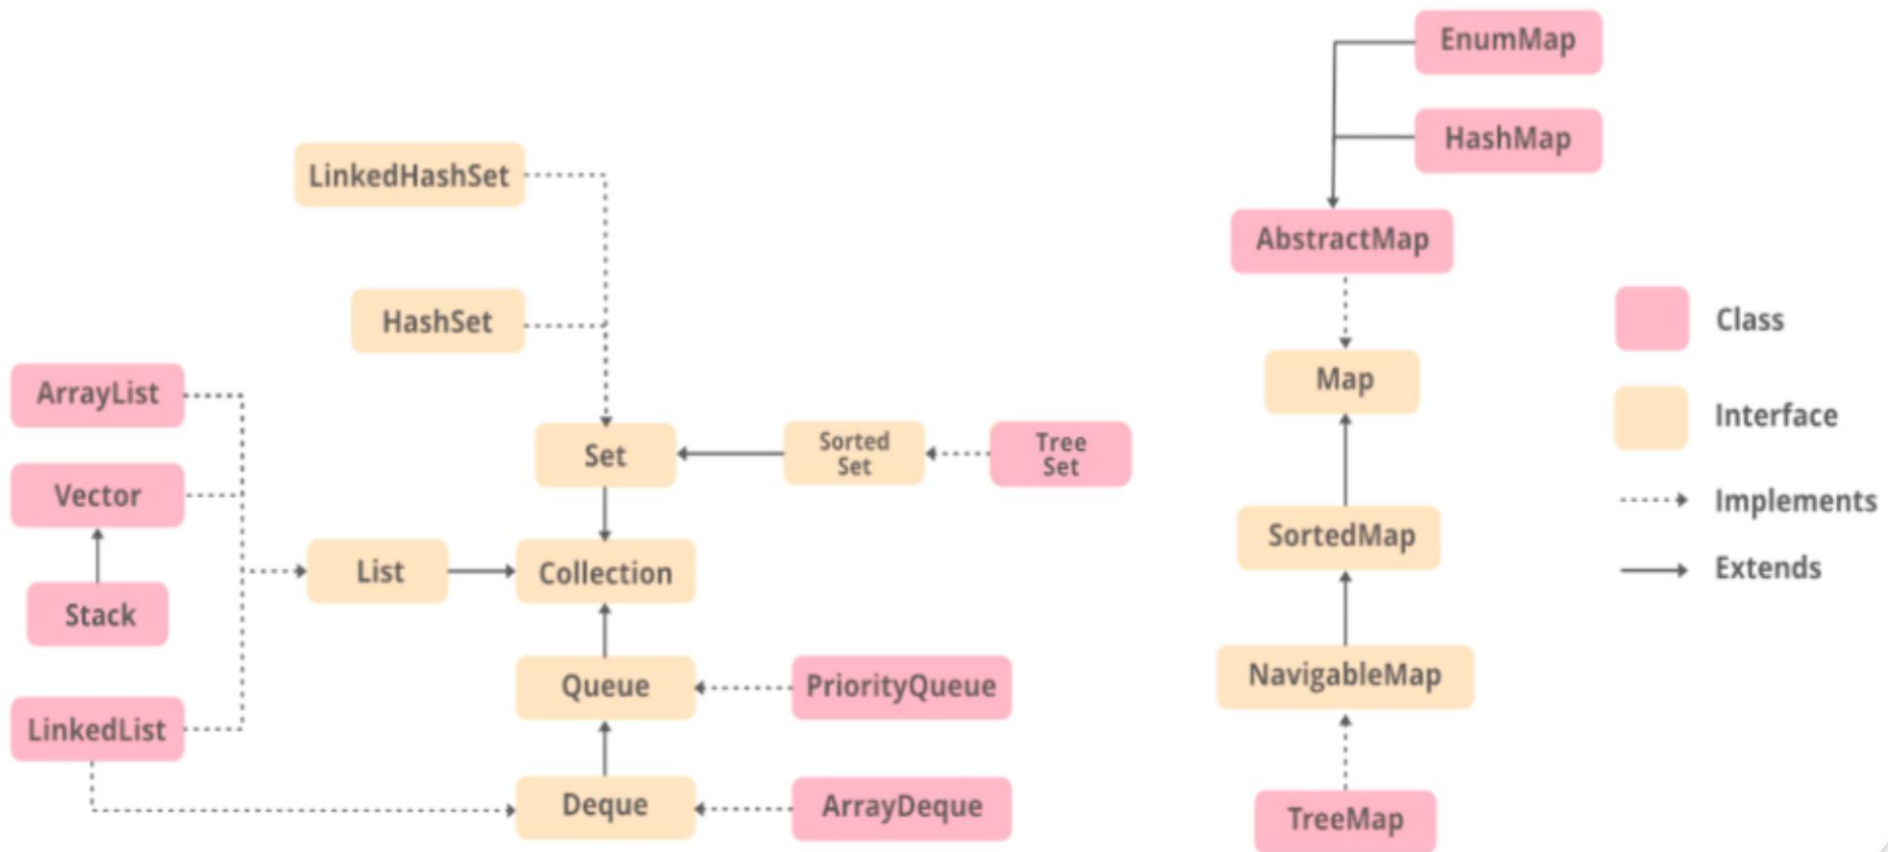 EnumMap
HashMap
LinkedHashSet
AbstractMap
HashSet
Class
ArrayList
Map
Interface
Set
Sorted
Set
Tree
Set
Vector
Implements
SortedMap
List
Collection
Extends
Stack
Queue
PriorityQueue
NavigableMap
LinkedList
Deque
ArrayDeque
TreeMap